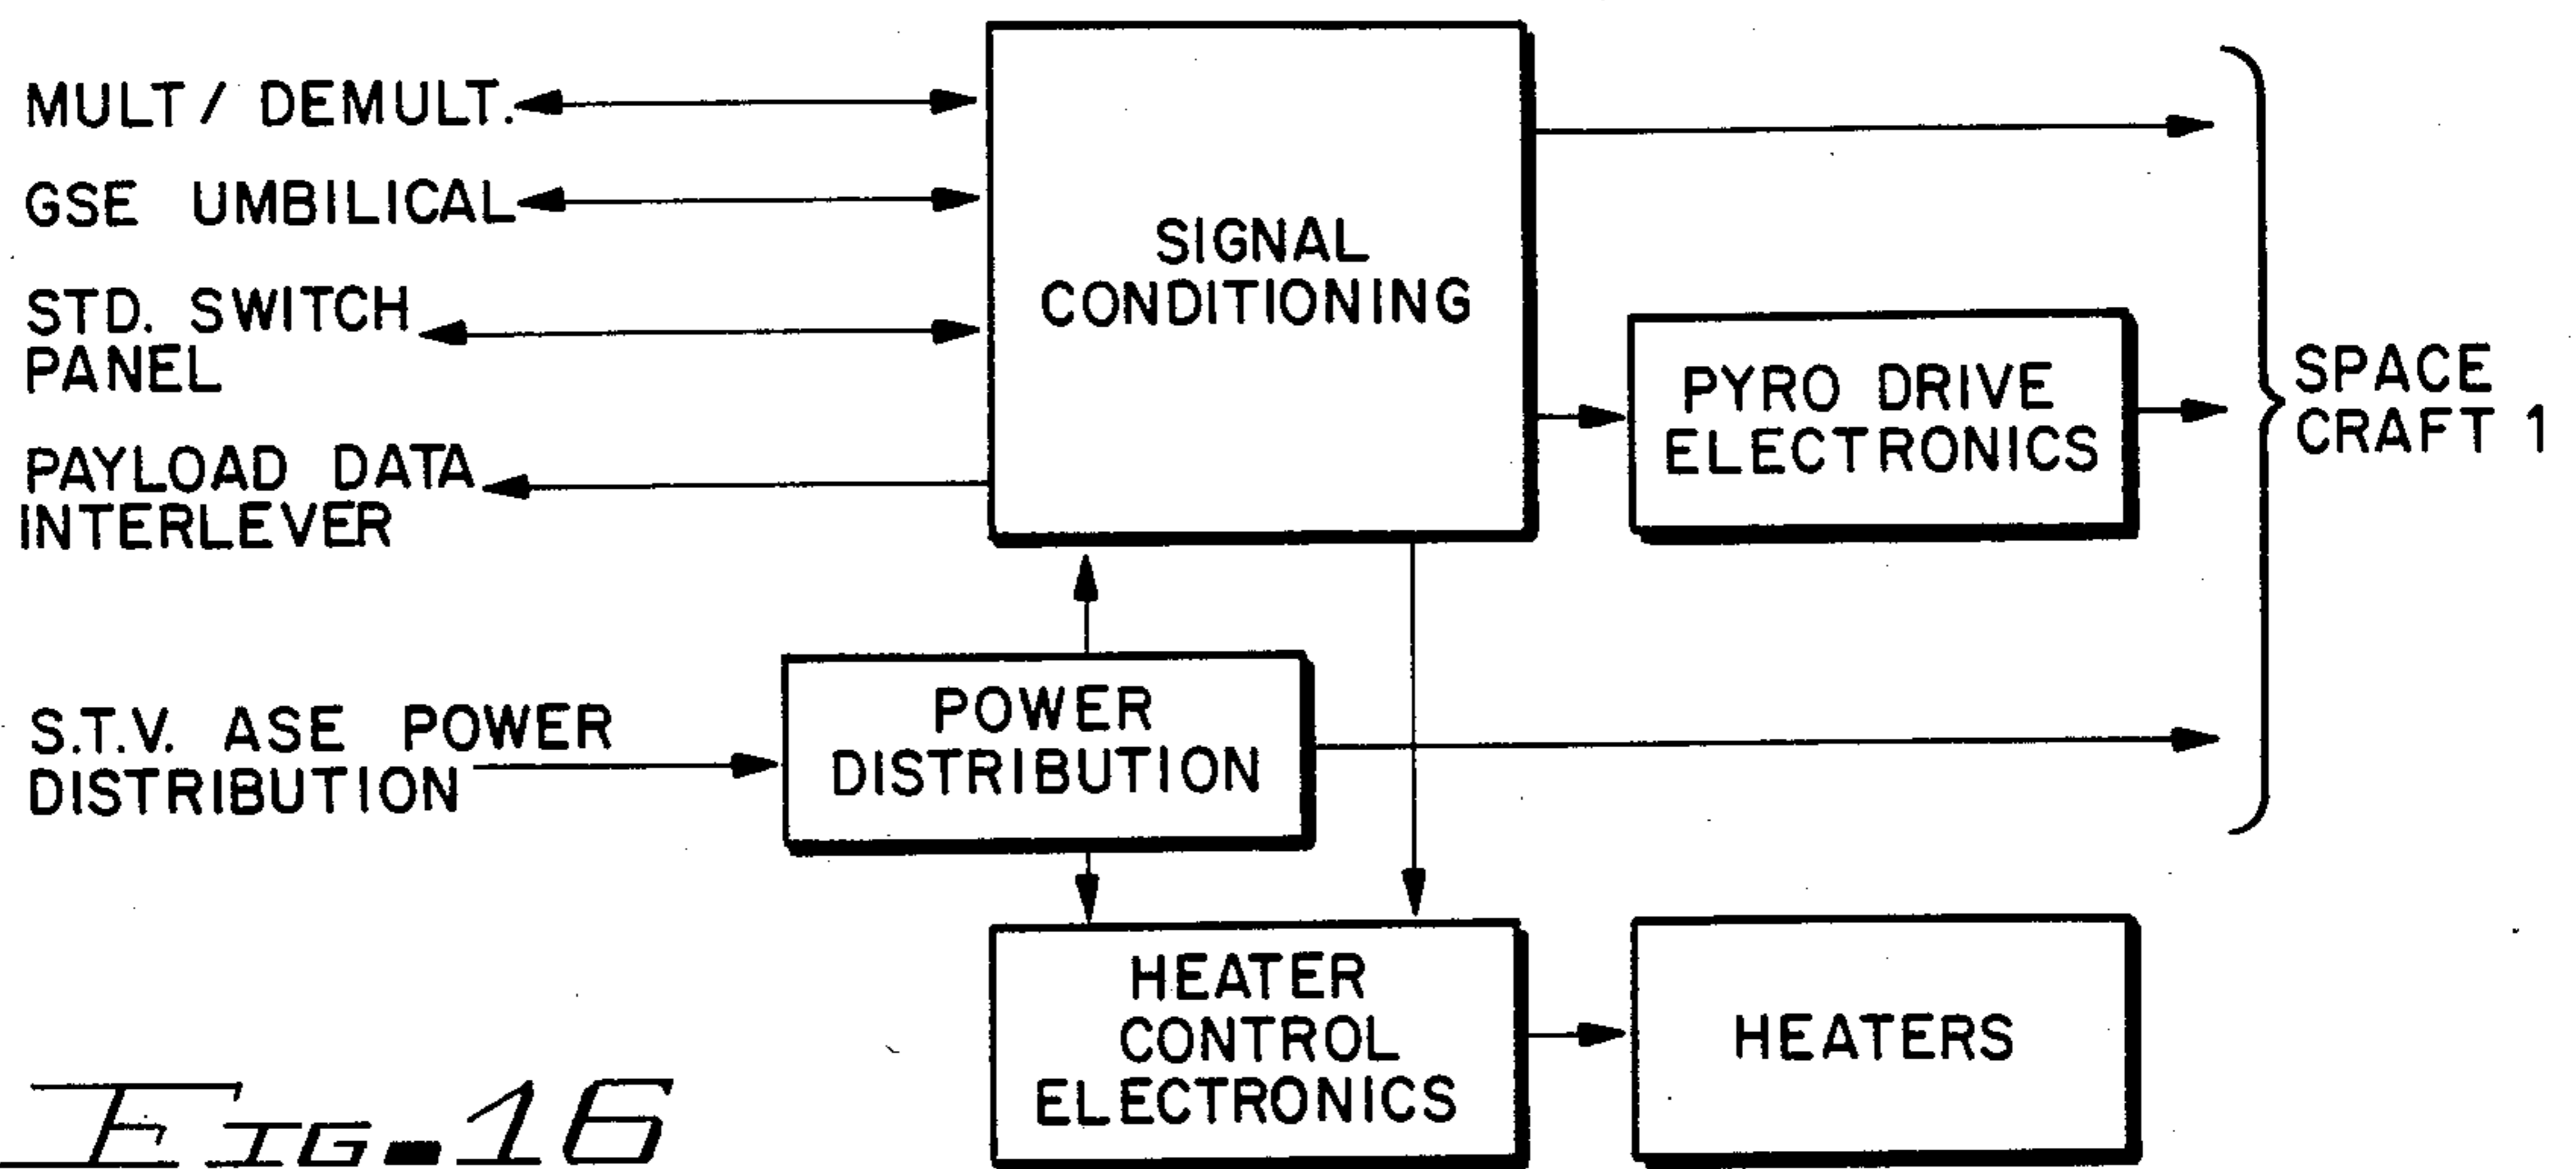 MULT / DEMULT.
GSE UMBILICAL
STD. SWITCH
PANEL
PAYLOAD DATA
INTERLEVER
S.T.V. ASE POWER
DISTRIBUTION
SIGNAL
CONDITIONING
PYRO DRIVE
ELECTRONICS
SPACE
CRAFT 1
POWER
DISTRIBUTION
HEATER
CONTROL
ELECTRONICS
HEATERS
FIG. 16